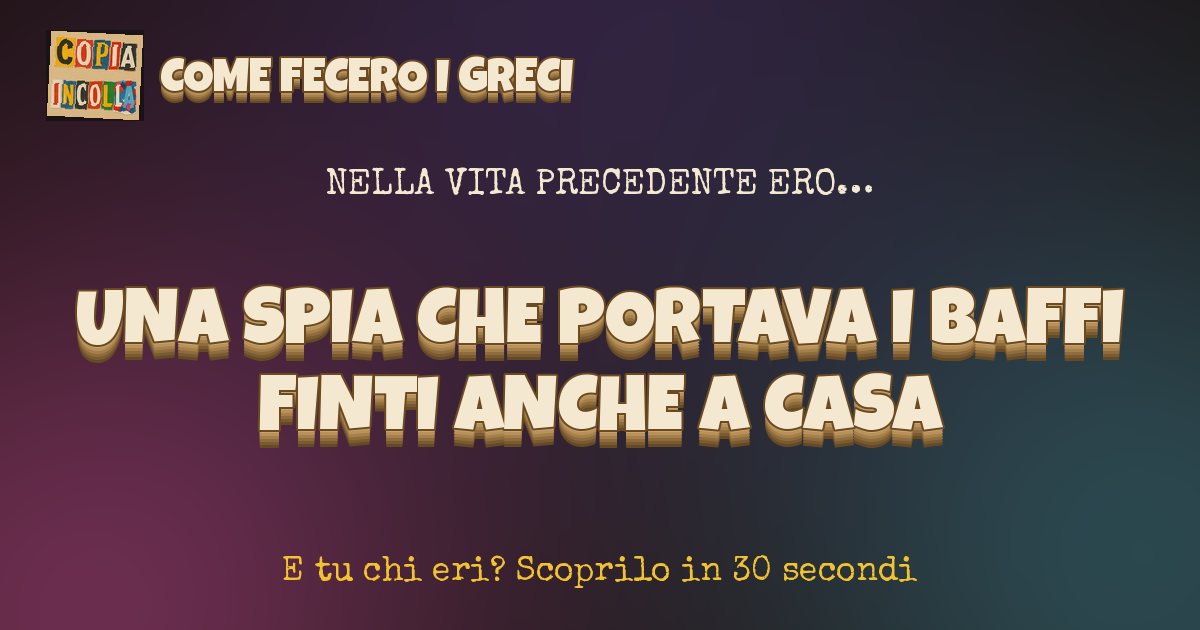 COPIA
INCOLLA
COME FECERO I GRECI
NELLA VITA PRECEDENTE ERO...
UNA SPIA CHE PORTAVA I BAFFI
FINTI ANCHE A CASA
E tu chi eri? Scoprilo in 30 secondi